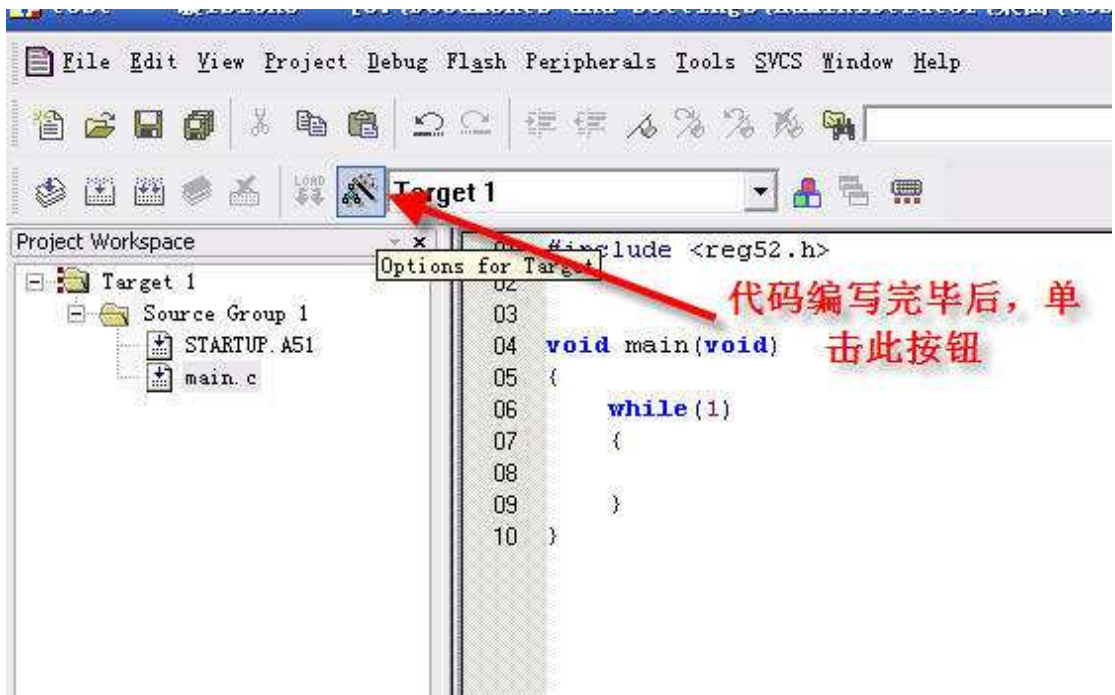 File Edit View Project Debug Flash Peripherals Tools SVCS Window Help
LOAD
Target 1
Project Workspace
Options for Target
Target 1
Source Group 1
STARTUP.A51
main.c
#include <reg52.h>
02
03
04 void main(void)
05 {
06 while(1)
07 {
08
09 }
10 }
代码编写完毕后，单
击此按钮